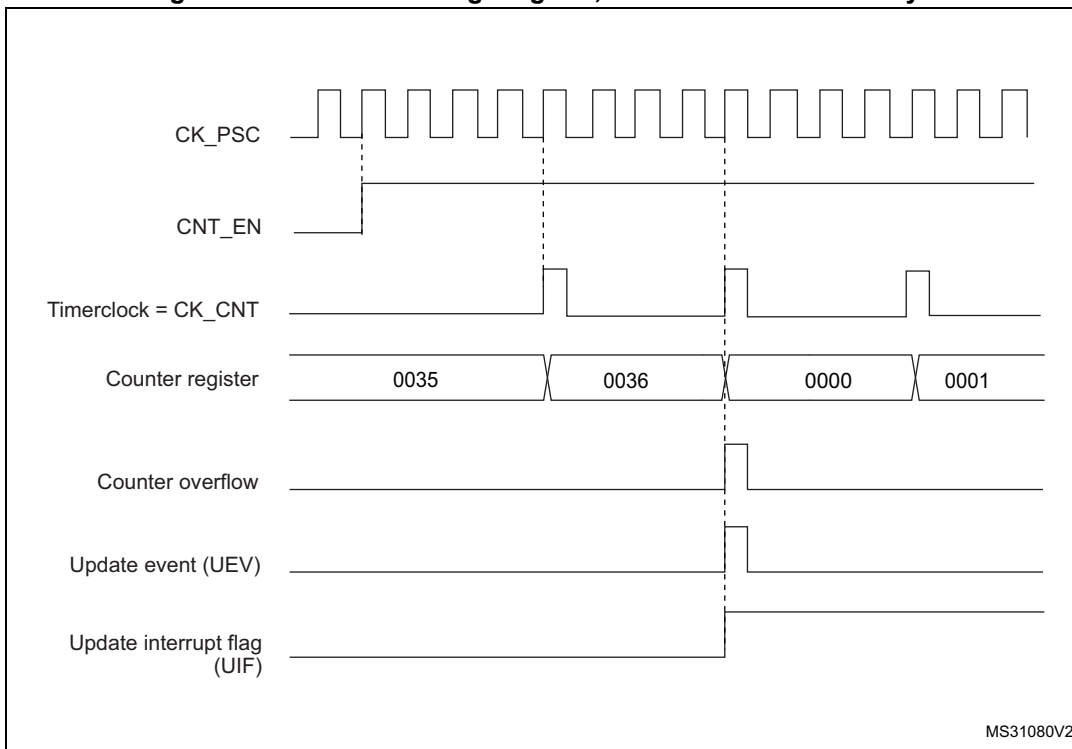 CK_PSC
CNT_EN
Timerclock = CK_CNT
Counter register
0035
0036
0000
0001
Counter overflow
Update event (UEV)
Update interrupt flag
(UIF)
MS31080V2